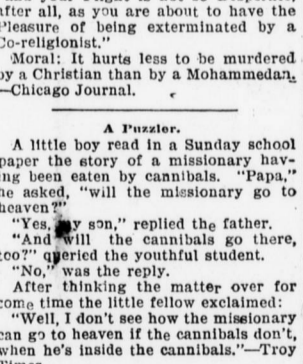 after all, as you are about to have the
Pleasure of being exterminated by a
Co-religionist."
Moral: It hurts less to be murdered
by a Christian than by a Mohammedan.
—Chicago Journal.
A Puzzler.
A little boy read in a Sunday school
paper the story of a missionary hav-
ing been eaten by cannibals. "Papa,"
he asked, "will the missionary go to
heaven?"
"Yes, my son," replied the father.
"And will the cannibals go there,
too?" queried the youthful student.
"No," was the reply.
After thinking the matter over for
come time the little fellow exclaimed:
"Well, I don't see how the missionary
can go to heaven if the cannibals don't,
when he's inside the cannibals."—Troy